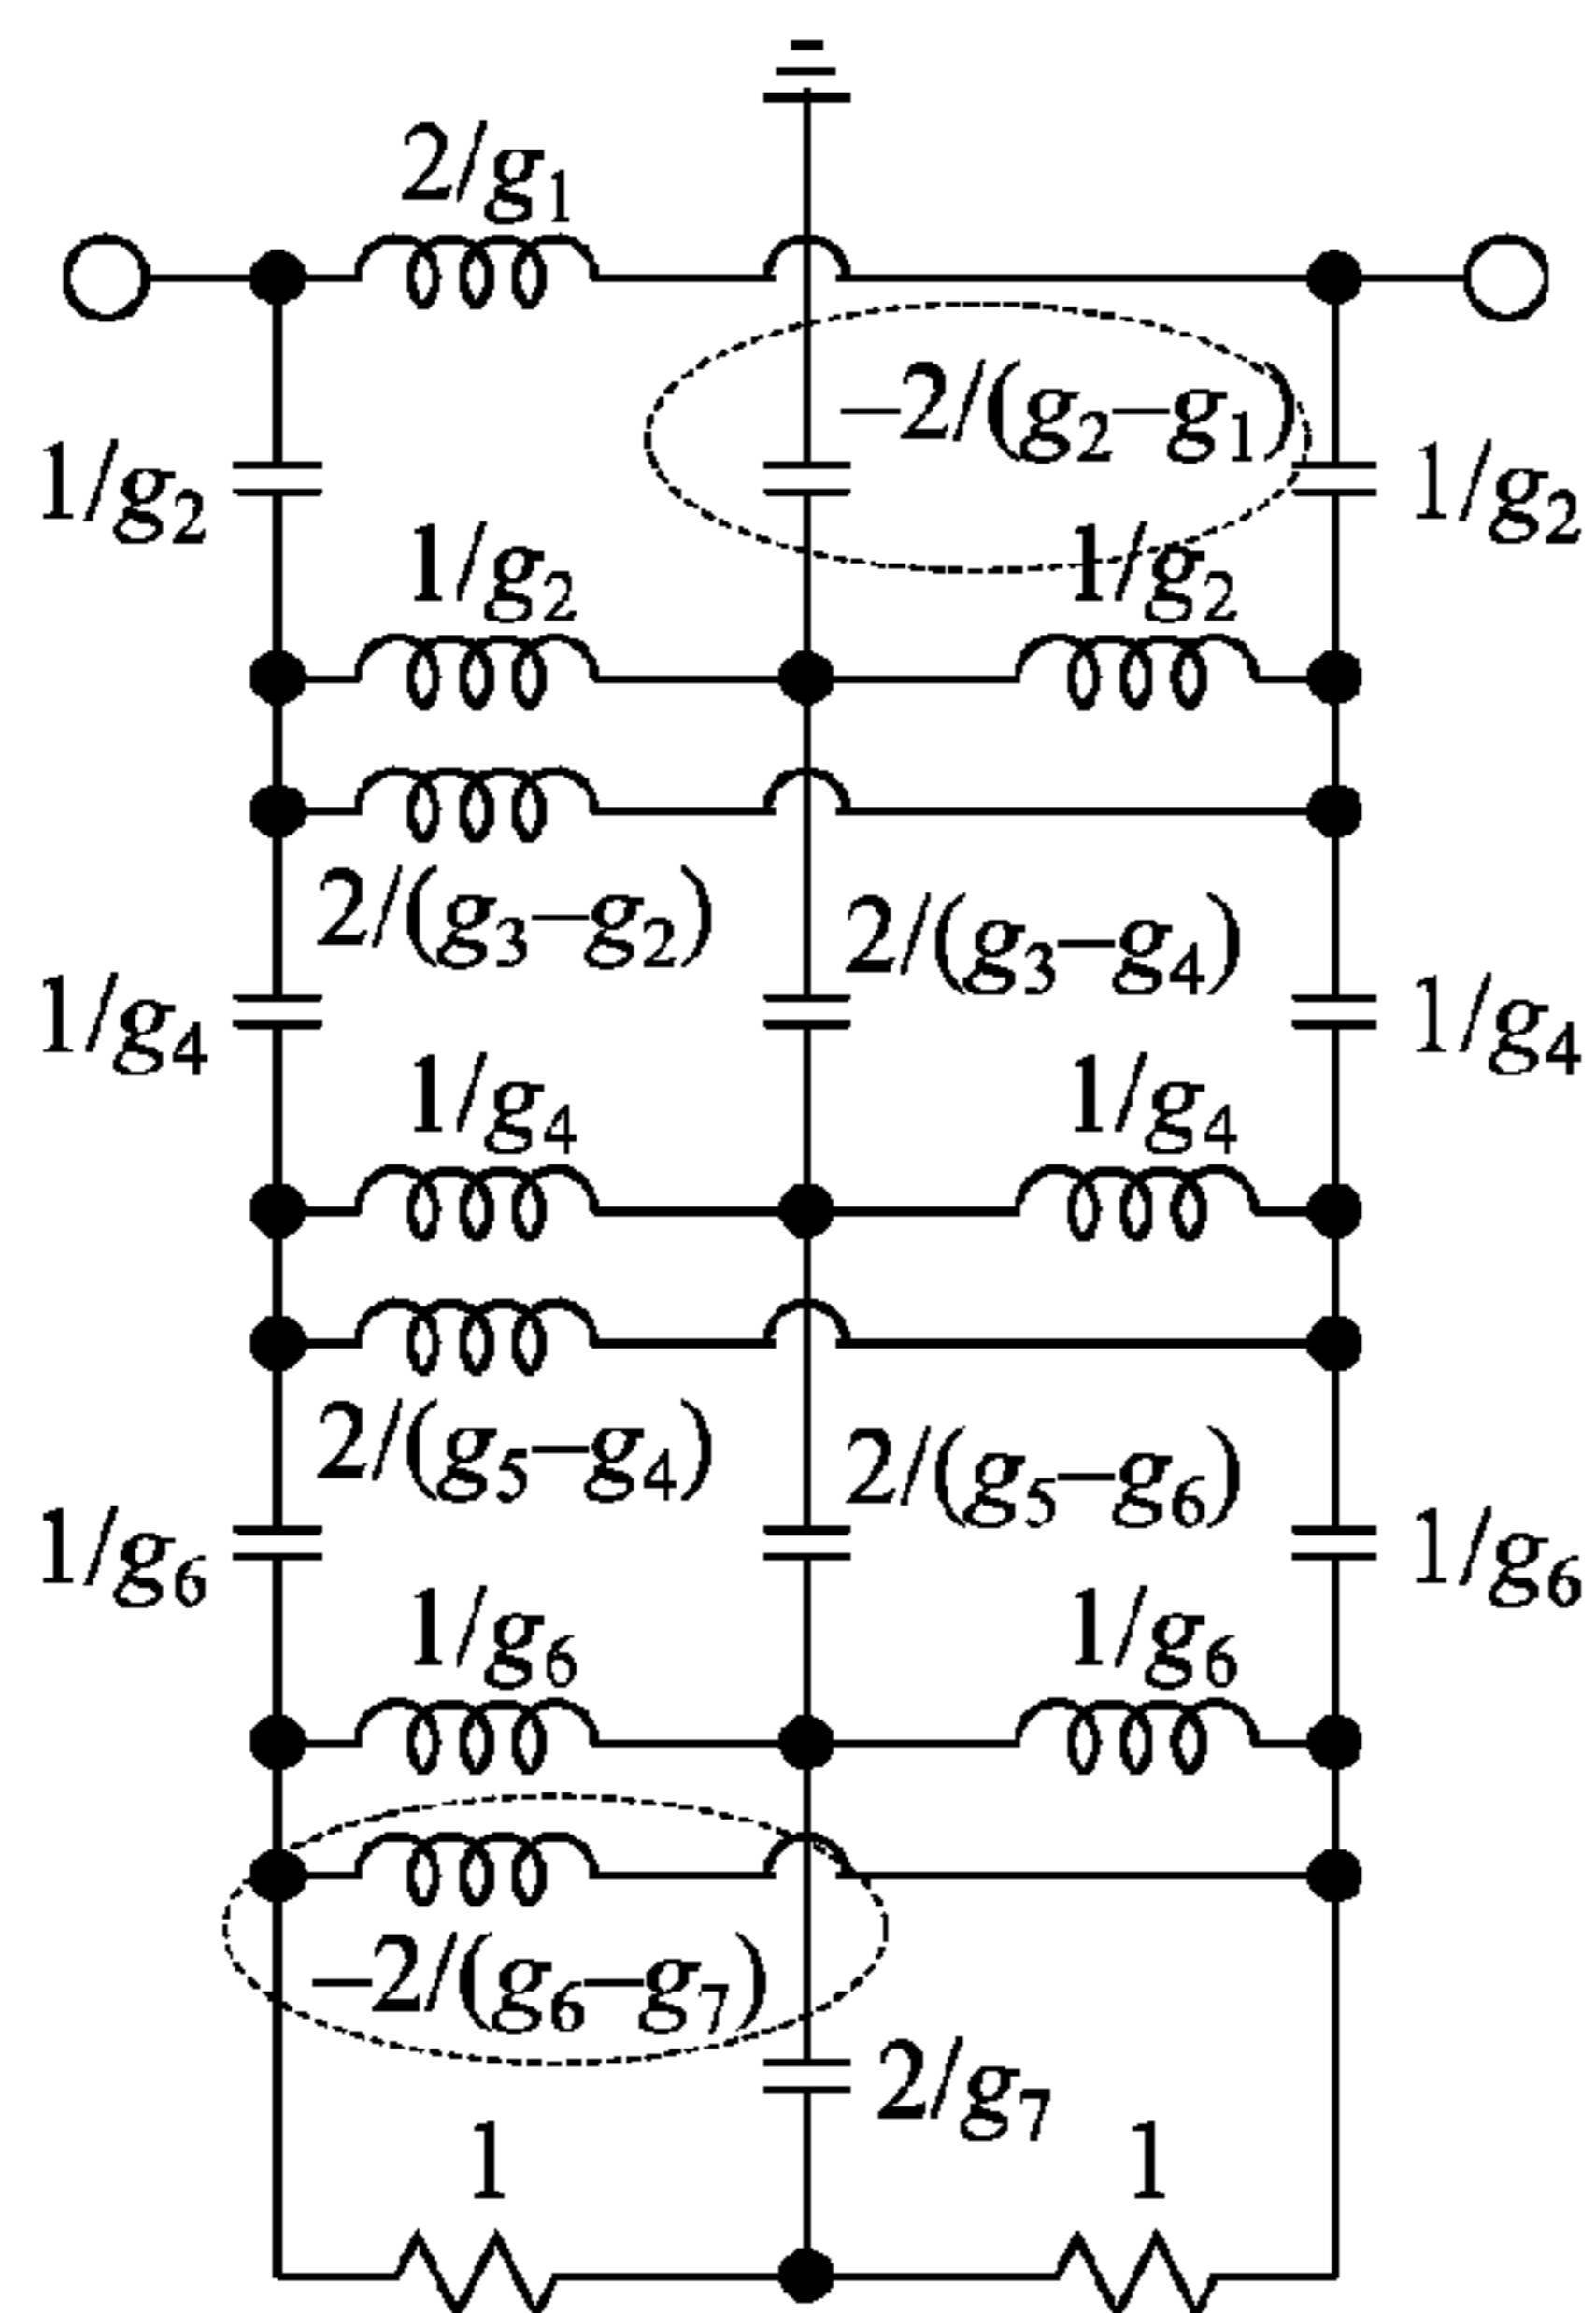 2/g₁
–2/(g₂–g₁)
1/g₂
1/g₂
1/g₂
1/g₂
2/(g₃–g₂)
2/(g₃–g₄)
1/g₄
1/g₄
1/g₄
1/g₄
2/(g₅–g₄)
2/(g₅–g₆)
1/g₆
1/g₆
1/g₆
1/g₆
–2/(g₆–g₇)
2/g₇
1
1